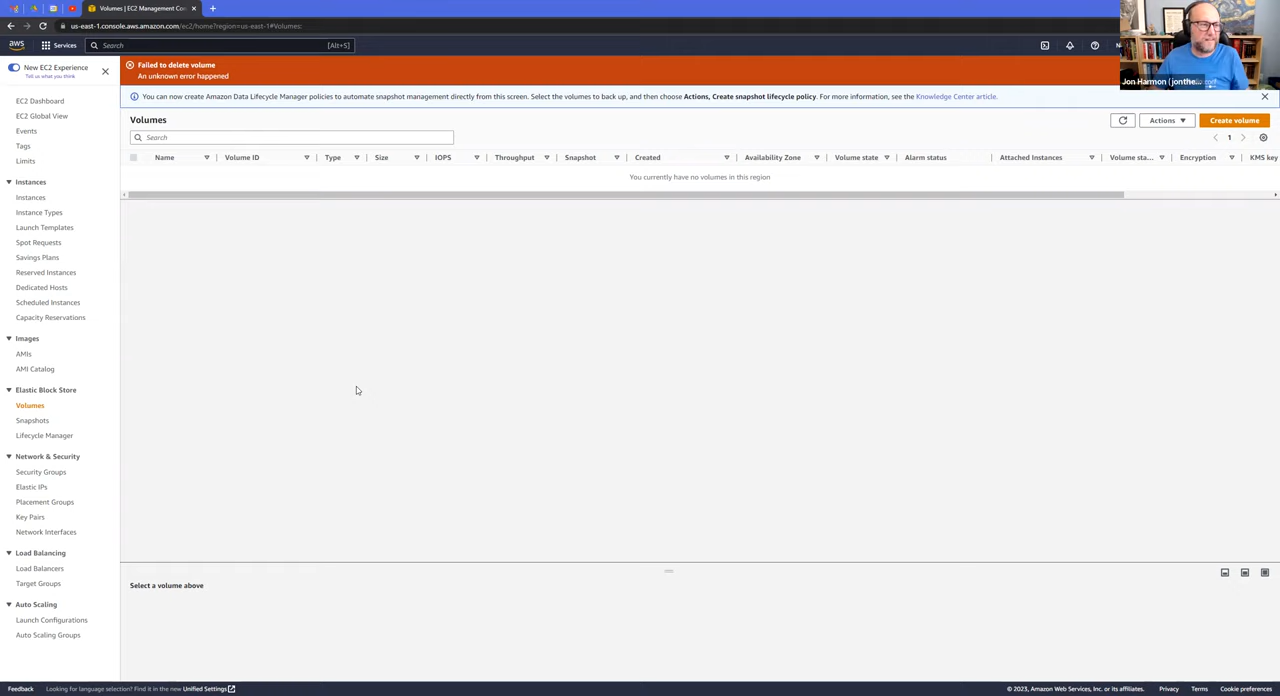 Volumes | EC2 Management Co
us-east-1.console.aws.amazon.com/ec2/home?region=us-east-1#Volumes:
aws
Services
Search
[Alt+S]
Jon Harmon (jonthe...
New EC2 Experience
Tell us what you think
Failed to delete volume
An unknown error happened
You can now create Amazon Data Lifecycle Manager policies to automate snapshot management directly from this screen. Select the volumes to back up, and then choose Actions, Create snapshot lifecycle policy. For more information, see the Knowledge Center article.
Volumes
Actions
Create volume
Search
1
Name Volume ID Type Size IOPS Throughput Snapshot Created Availability Zone Volume state Alarm status Attached Instances Volume sta... Encryption KMS key
You currently have no volumes in this region
EC2 Dashboard
EC2 Global View
Events
Tags
Limits
Instances
Instances
Instance Types
Launch Templates
Spot Requests
Savings Plans
Reserved Instances
Dedicated Hosts
Scheduled Instances
Capacity Reservations
Images
AMIs
AMI Catalog
Elastic Block Store
Volumes
Snapshots
Lifecycle Manager
Network & Security
Security Groups
Elastic IPs
Placement Groups
Key Pairs
Network Interfaces
Load Balancing
Load Balancers
Target Groups
Auto Scaling
Launch Configurations
Auto Scaling Groups
Select a volume above
Feedback
Looking for language selection? Find it in the new Unified Settings
© 2023, Amazon Web Services, Inc. or its affiliates.
Privacy
Terms
Cookie preferences